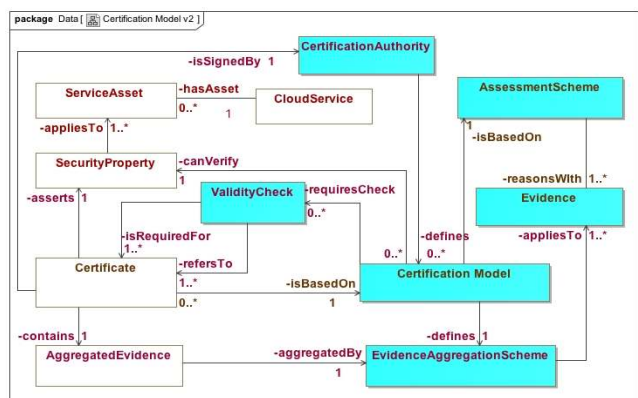 package Data [ Certification Model v2 ]
CertificationAuthority
-isSignedBy 1
ServiceAsset
-hasAsset
0..*
1
CloudService
AssessmentScheme
1
-isBasedOn
-appliesTo 1..*
SecurityProperty
-canVerify
1
-reasonsWIth 1..*
ValidityCheck
-requiresCheck
0..*
Evidence
-asserts 1
-appliesTo 1..*
-isRequiredFor
1..*
0..*
-defines
0..*
Certificate
-refersTo
1..*
0..*
-isBasedOn
1
Certification Model
-contains 1
-defines 1
AggregatedEvidence
-aggregatedBy
1
EvidenceAggregationScheme